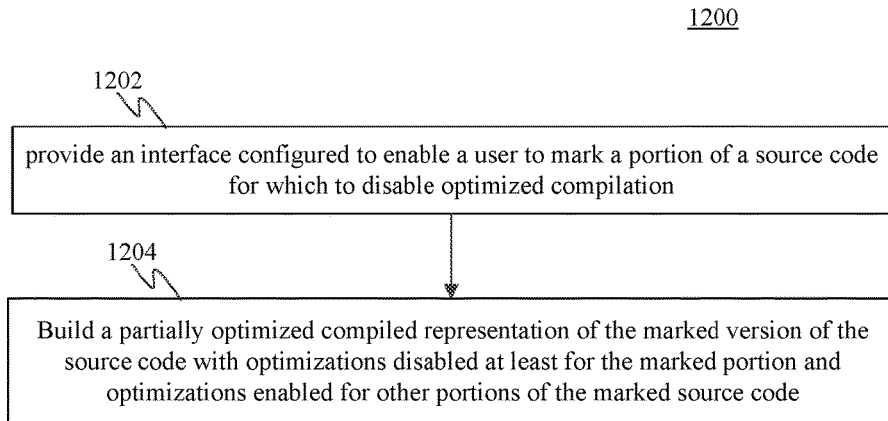 1200
1202
provide an interface configured to enable a user to mark a portion of a source code
for which to disable optimized compilation
1204
Build a partially optimized compiled representation of the marked version of the
source code with optimizations disabled at least for the marked portion and
optimizations enabled for other portions of the marked source code